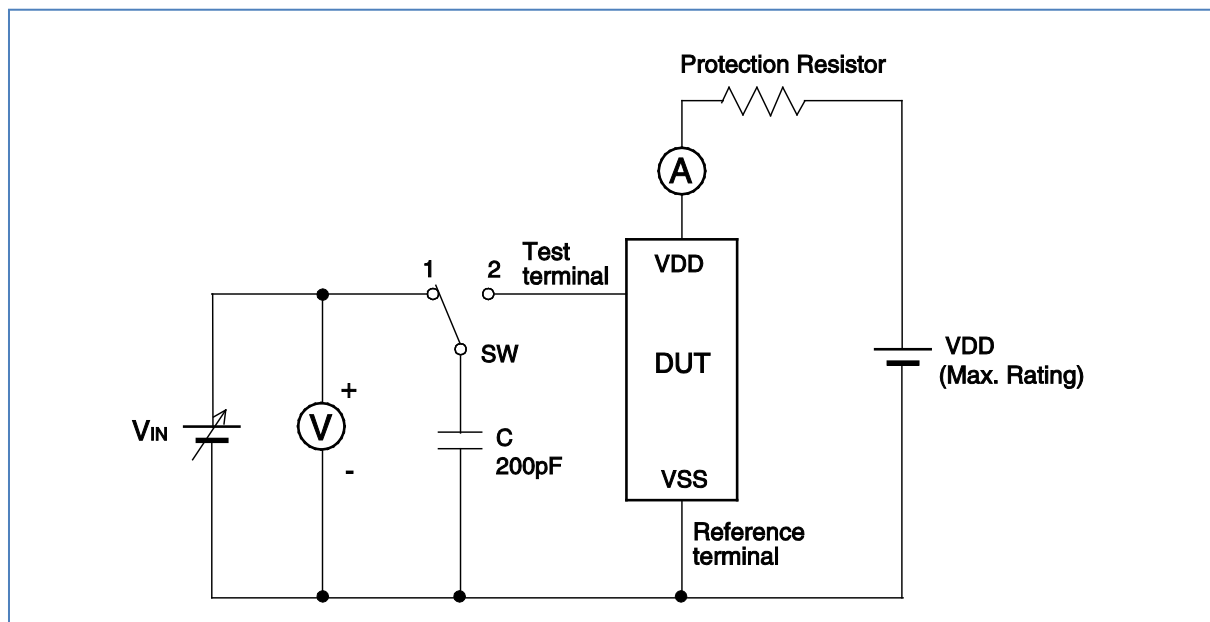 Protection Resistor
A
Test
terminal
VDD
1
2
SW
DUT
VDD
(Max. Rating)
VIN
+
V
-
C
200pF
VSS
Reference
terminal